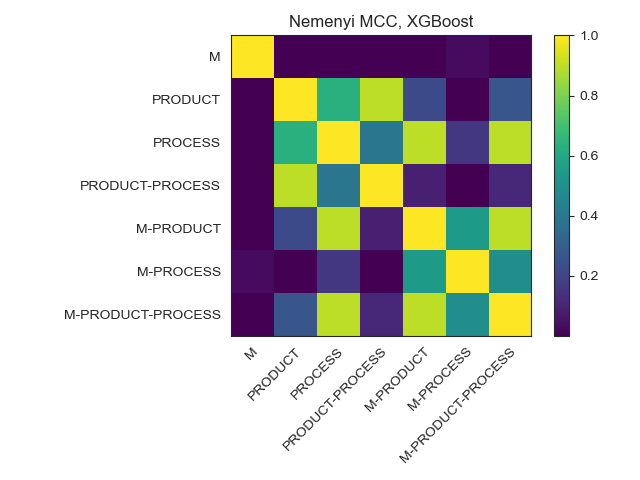 Nemenyi MCC, XGBoost
M
PRODUCT
PROCESS
PRODUCT-PROCESS
M-PRODUCT
M-PROCESS
M-PRODUCT-PROCESS
M
PRODUCT
PROCESS
PRODUCT-PROCESS
M-PRODUCT
M-PROCESS
M-PRODUCT-PROCESS
1.0
0.8
0.6
0.4
0.2